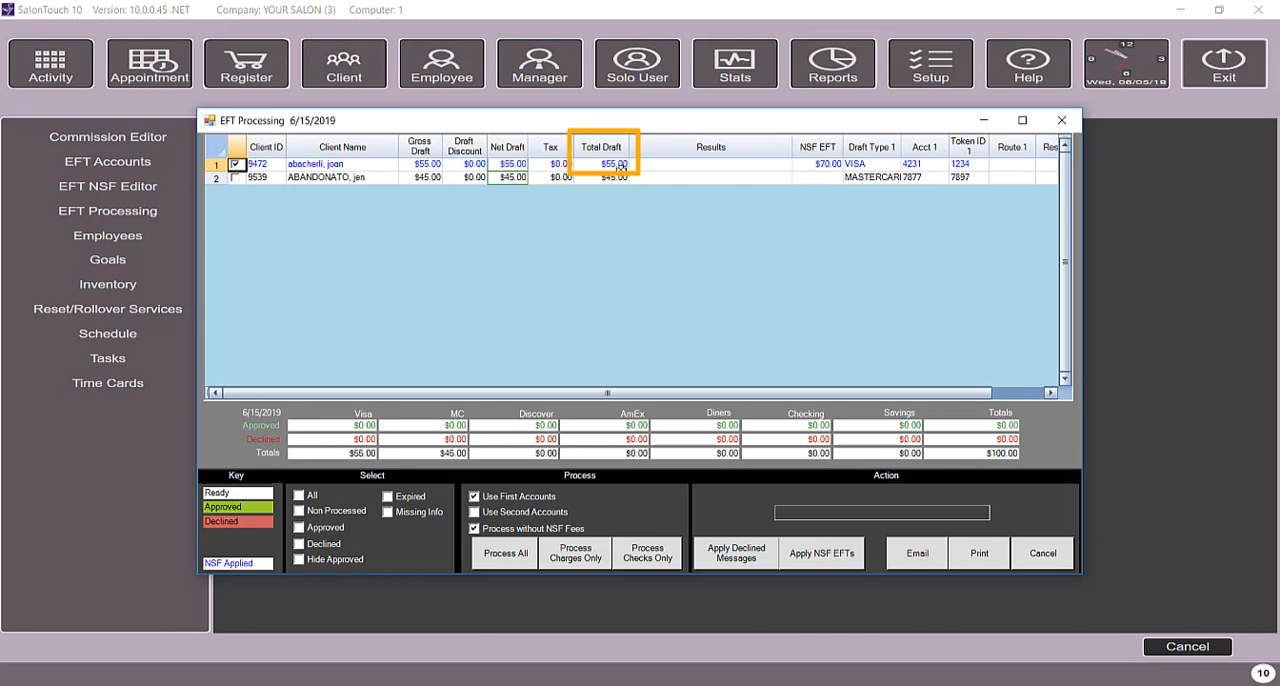 SalonTouch 10 Version: 10.0.0.45 .NET Company: YOUR SALON (3) Computer: 1
Activity Appointment Register Client Employee Manager Solo User Stats Reports Setup Help Exit
12
9 3
6
Wed, 06/05/19
Commission Editor
EFT Accounts
EFT NSF Editor
EFT Processing
Employees
Goals
Inventory
Reset/Rollover Services
Schedule
Tasks
Time Cards
EFT Processing 6/15/2019
Client ID Client Name Gross Draft Draft Discount Net Draft Tax Total Draft Results NSF EFT Draft Type 1 Acct 1 Token ID 1 Route 1 Res
1 9472 abacherli, joan $55.00 $0.00 $55.00 $0.00 $55.00 $70.00 VISA 4231 1234
2 9539 ABANDONATO, jen $45.00 $0.00 $45.00 $0.00 $45.00 MASTERCARI 7877 7897
6/15/2019 Visa MC Discover AmEx Diners Checking Savings Totals
Approved $0.00 $0.00 $0.00 $0.00 $0.00 $0.00 $0.00 $0.00
Declined $0.00 $0.00 $0.00 $0.00 $0.00 $0.00 $0.00 $0.00
Totals $55.00 $45.00 $0.00 $0.00 $0.00 $0.00 $0.00 $100.00
Key Select Process Action
Ready
Approved
Declined
NSF Applied
All
Non Processed
Approved
Declined
Hide Approved
Expired
Missing Info
Use First Accounts
Use Second Accounts
Process without NSF Fees
Process All
Process
Charges Only
Process
Checks Only
Apply Declined
Messages
Apply NSF EFTs
Email
Print
Cancel
Cancel
10